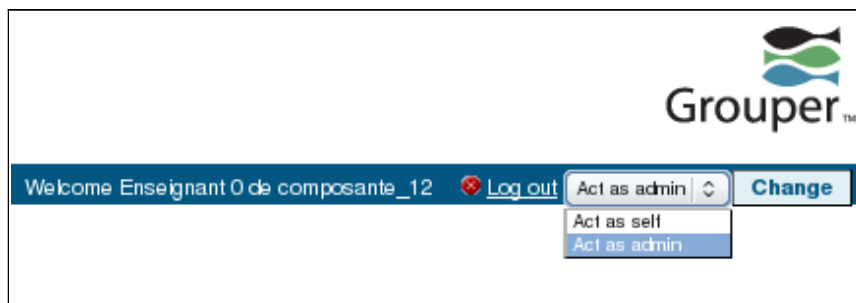 Grouper™
Welcome Enseignant 0 de composante_12 Log out Act as admin Change
Act as self
Act as admin